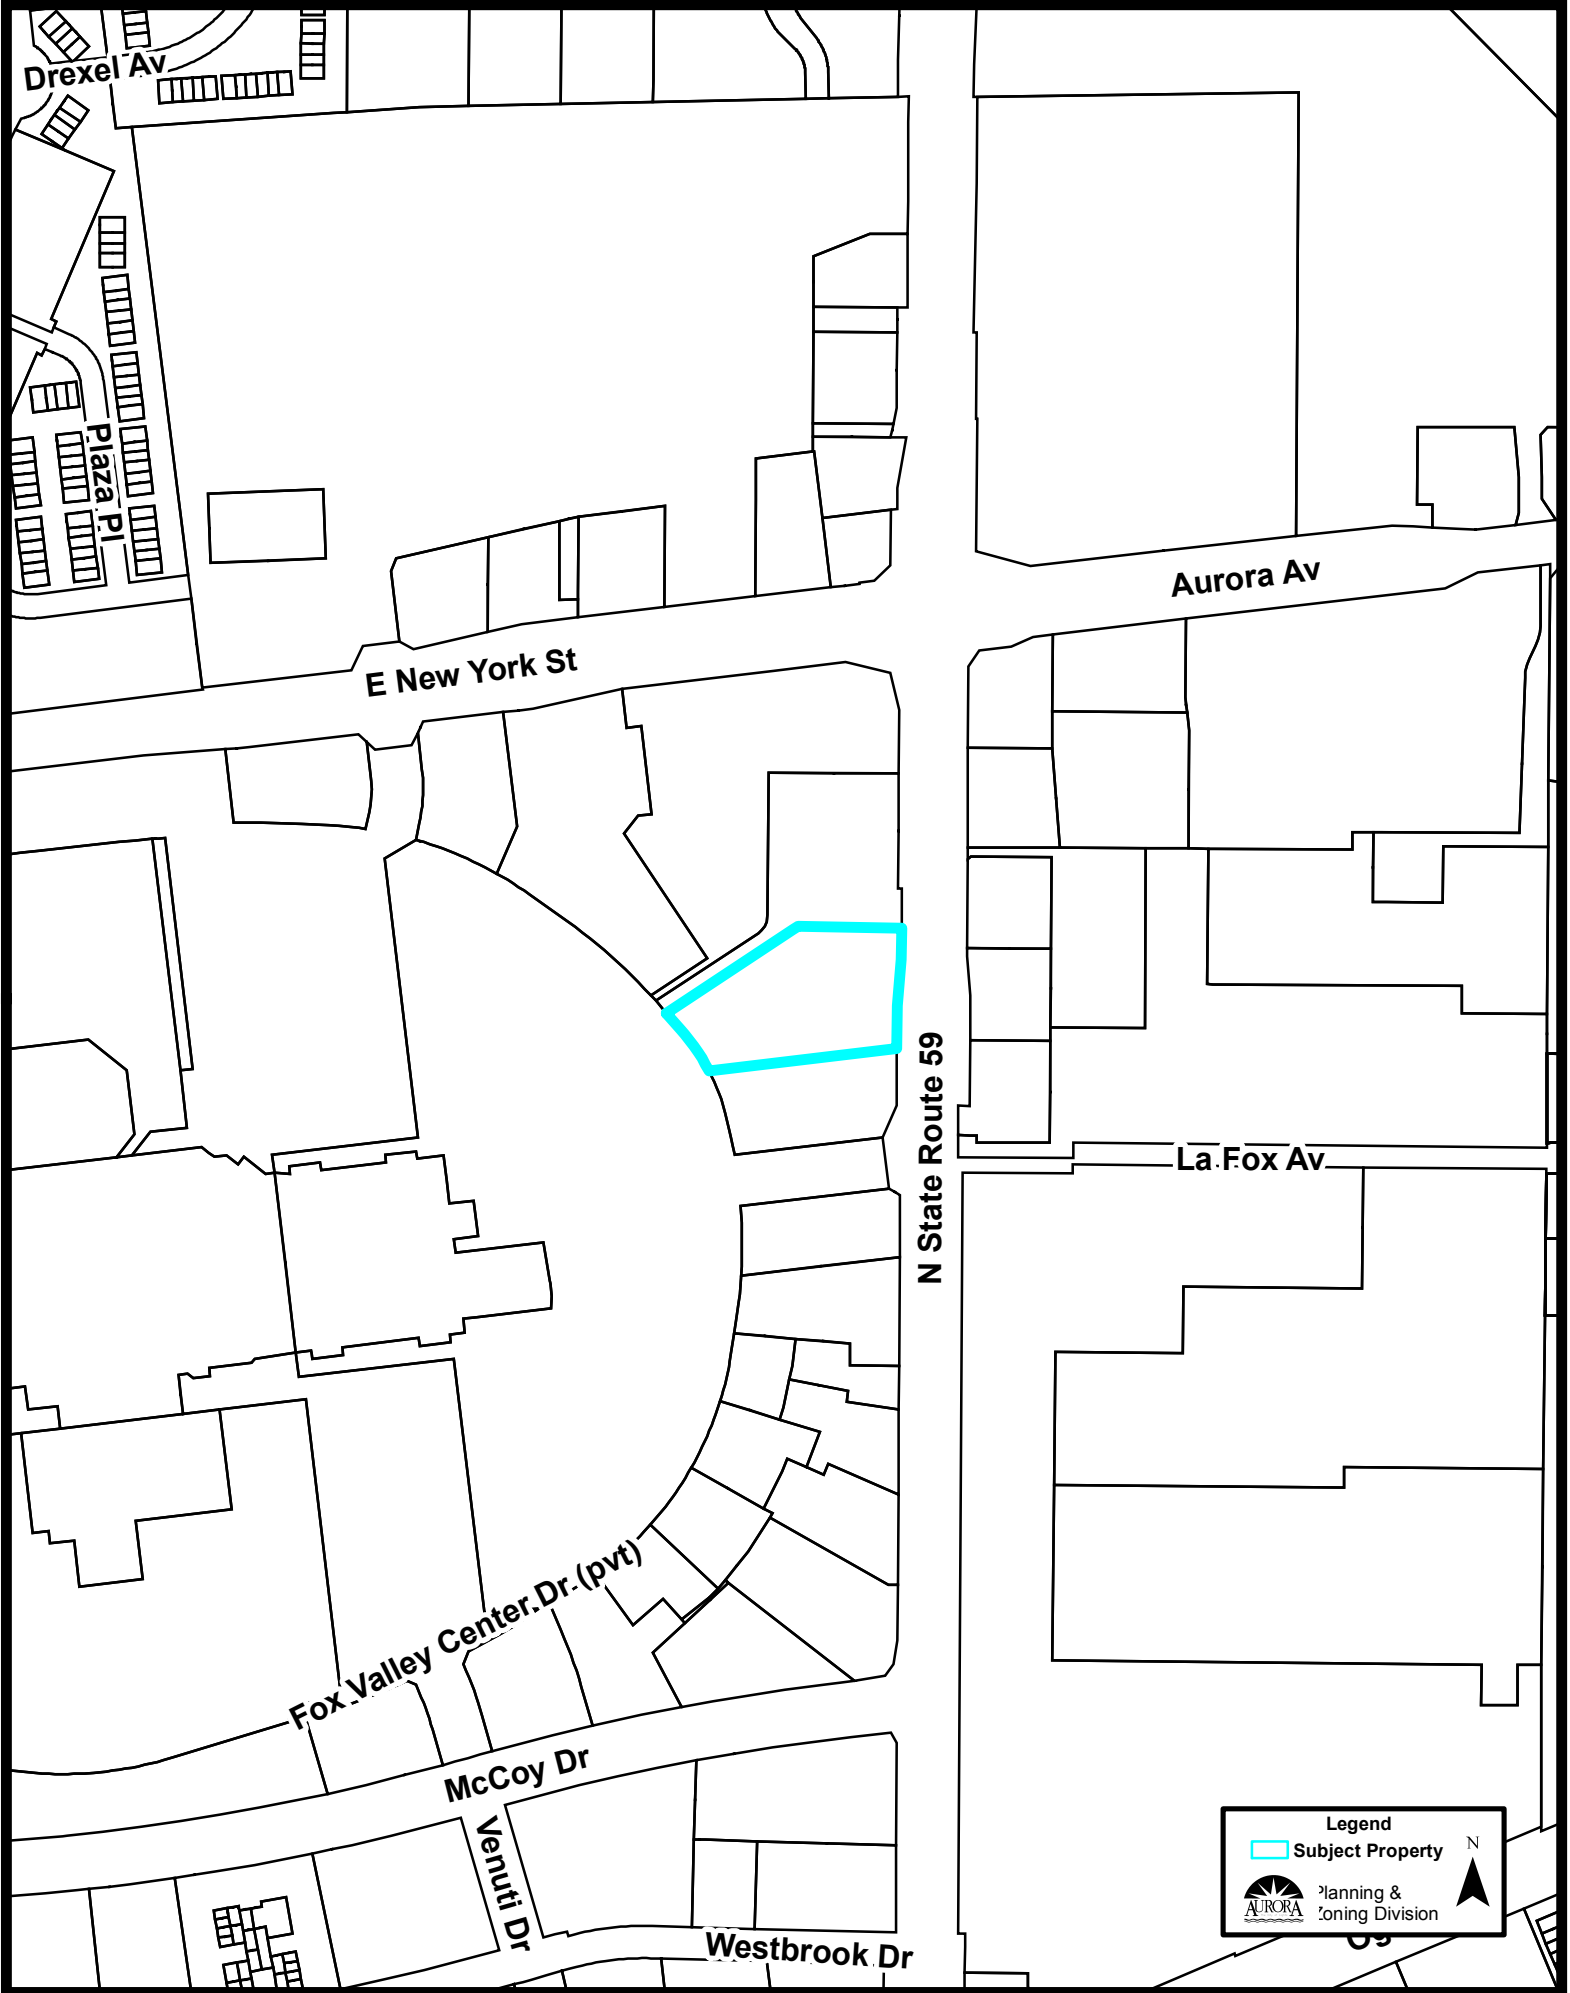 Drexel Av
Plaza Pl
Aurora Av
E New York St
N State Route 59
La Fox Av
Fox Valley Center Dr (pvt)
McCoy Dr
Venuti Dr
Westbrook Dr
Legend
Subject Property
N
AURORA
Planning &
Zoning Division